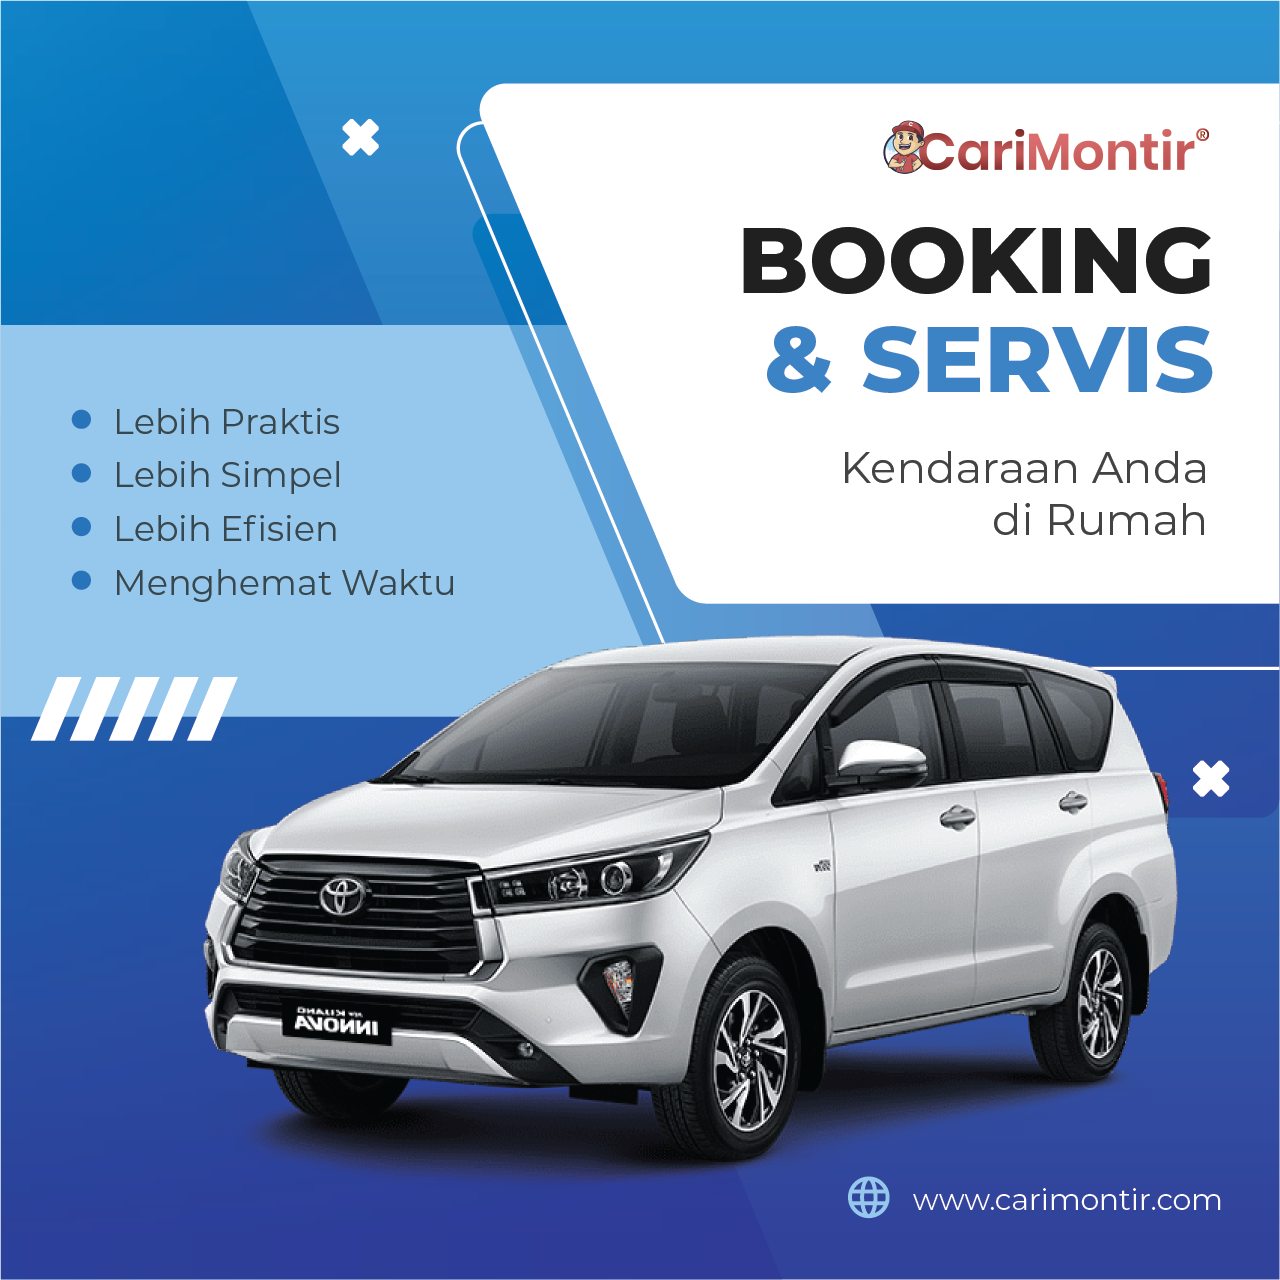 CariMontir®
BOOKING
& SERVIS
Kendaraan Anda
di Rumah
Lebih Praktis
Lebih Simpel
Lebih Efisien
Menghemat Waktu
KIJANG
INNOVA
www.carimontir.com